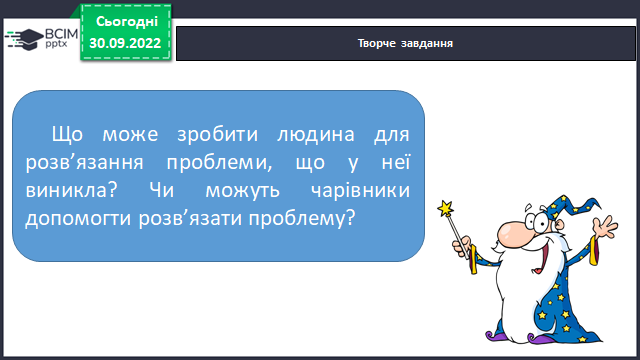 Сьогодні
30.09.2022
ВСІМ
pptx
Творче завдання
Що може зробити людина для
розв’язання проблеми, що у неї
виникла? Чи можуть чарівники
допомогти розв’язати проблему?